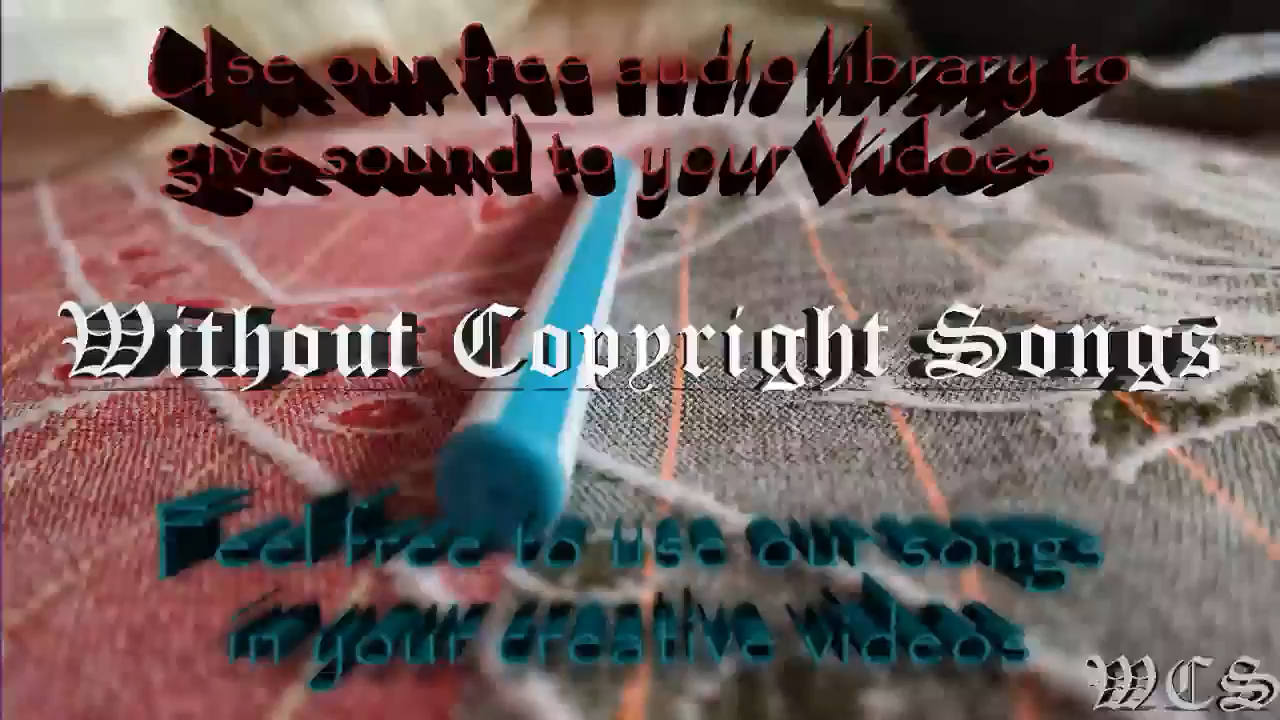 Use our free audio library to
give sound to your Vidoes
Without Copyright Songs
Feel free to use our songs
in your creative videos
WCS